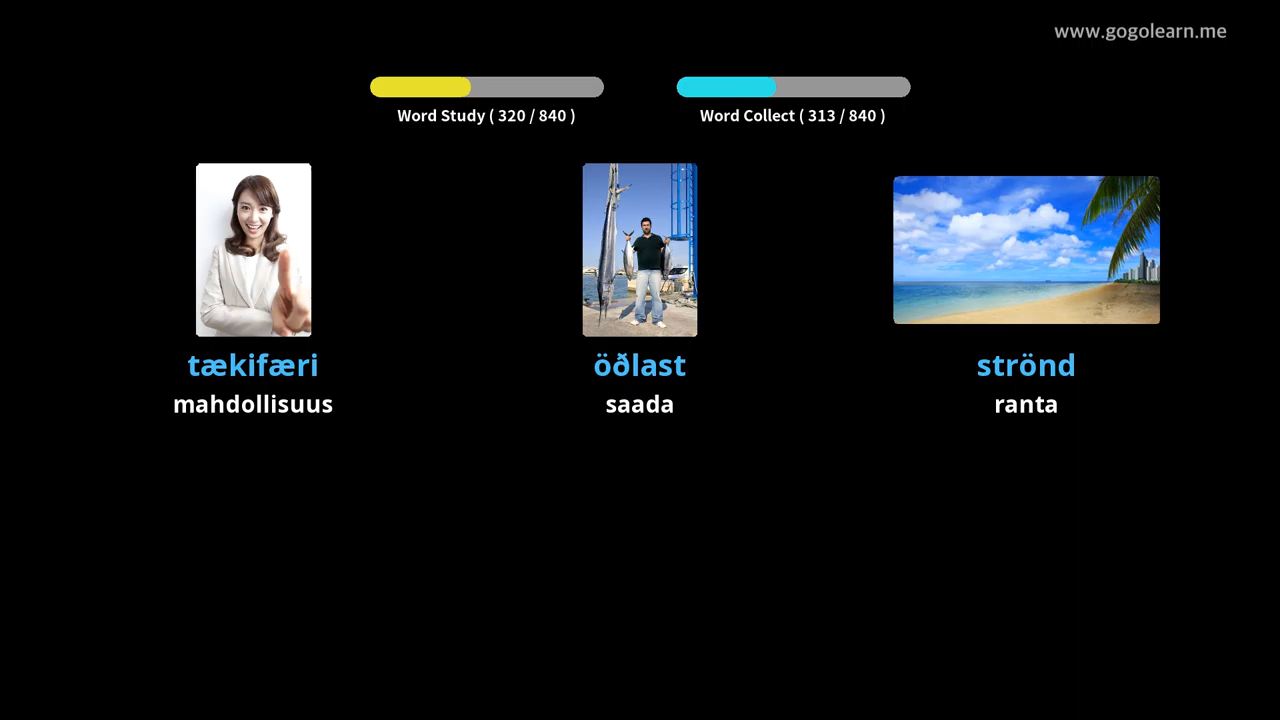 www.gogolearn.me
Word Study ( 320 / 840 )
Word Collect ( 313 / 840 )
tækifæri
mahdollisuus
öðlast
saada
strönd
ranta